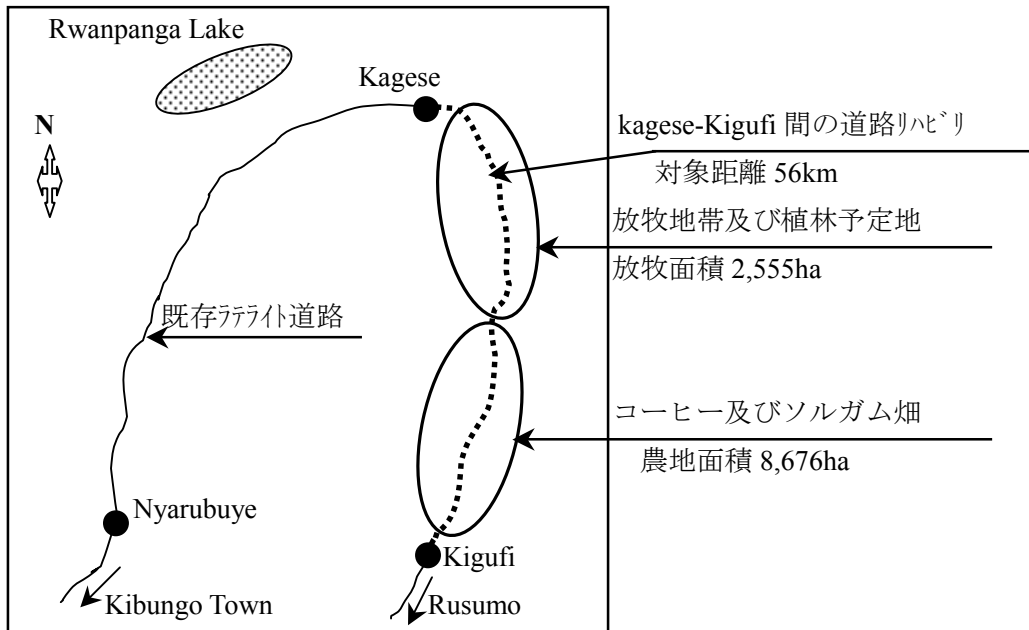 Rwanpanga Lake
Kagese
N
kagese-Kigufi 間の道路ﾘﾊﾋﾞﾘ
対象距離 56km
放牧地帯及び植林予定地
放牧面積 2,555ha
既存ﾗﾃﾗｲﾄ道路
コーヒー及びソルガム畑
農地面積 8,676ha
Nyarubuye
Kigufi
Kibungo Town
Rusumo